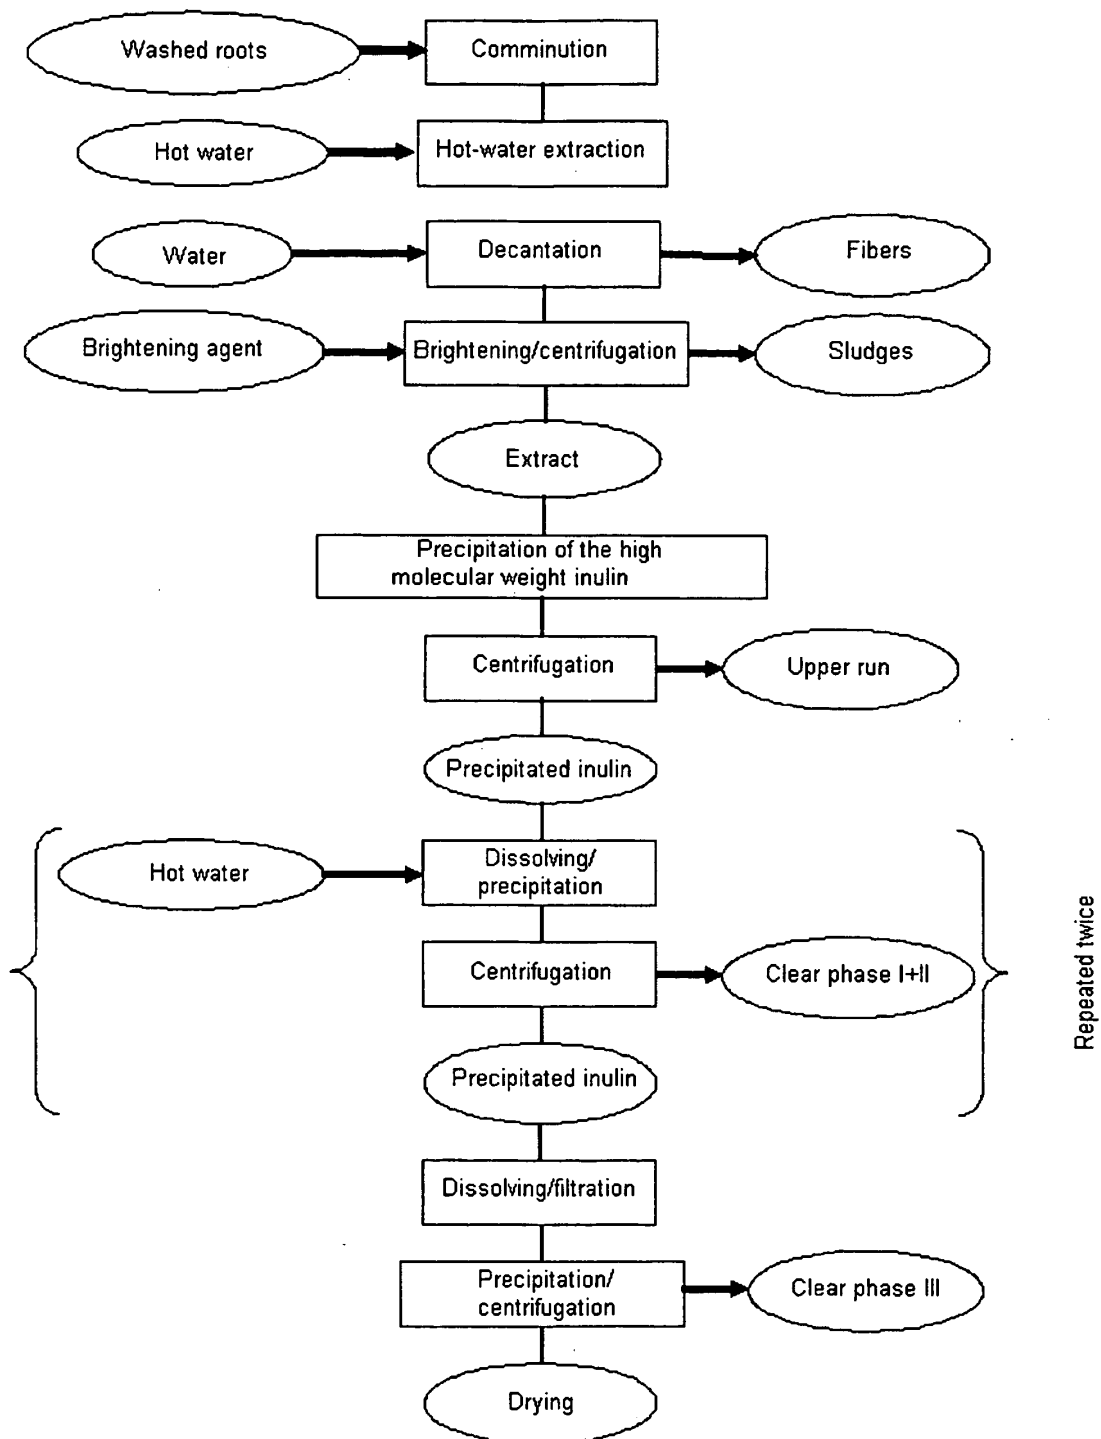 Washed roots
Comminution
Hot water
Hot-water extraction
Water
Decantation
Fibers
Brightening agent
Brightening/centrifugation
Sludges
Extract
Precipitation of the high
molecular weight inulin
Centrifugation
Upper run
Precipitated inulin
Hot water
Dissolving/
precipitation
Centrifugation
Clear phase I+II
Precipitated inulin
Repeated twice
Dissolving/filtration
Precipitation/
centrifugation
Clear phase III
Drying